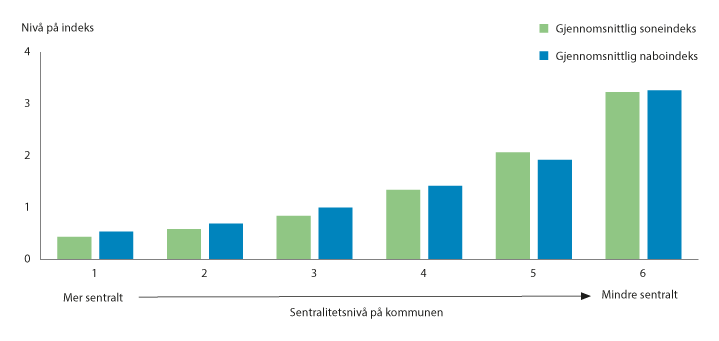 Nivå på indeks
Gjennomsnittlig soneindeks
Gjennomsnittlig naboindeks
4
3
2
1
0
1 2 3 4 5 6
Mer sentralt
Mindre sentralt
Sentralitetsnivå på kommunen